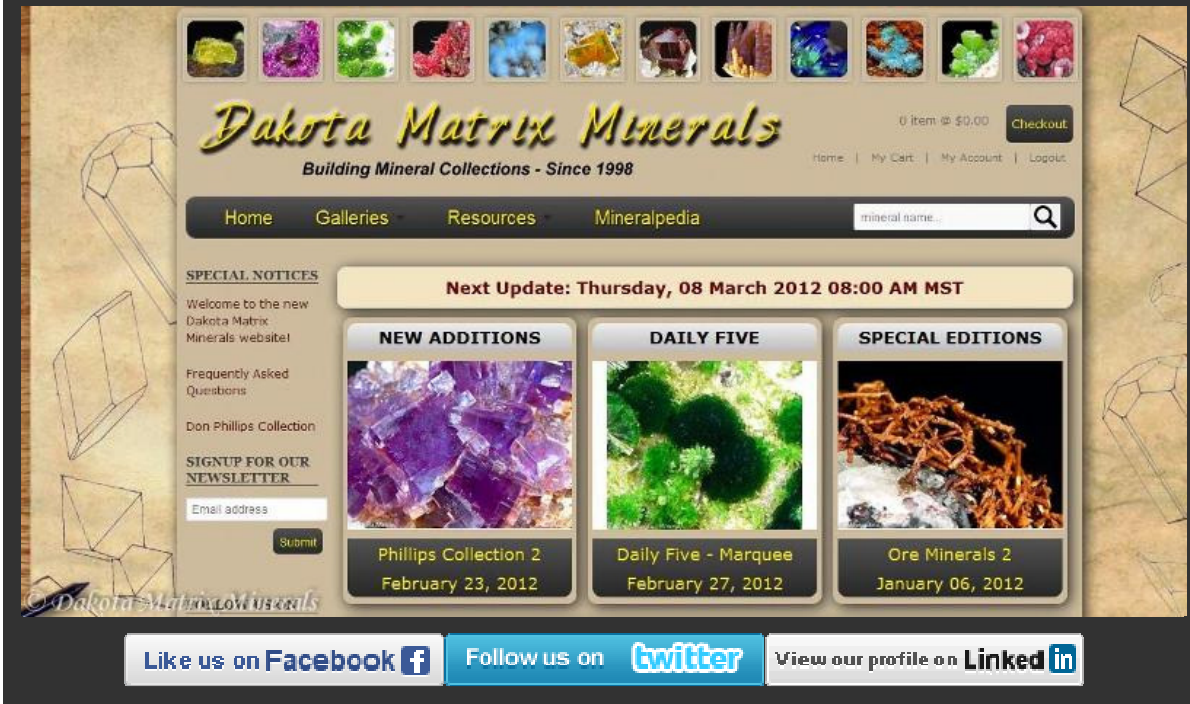 Dakota Matrix Minerals
Building Mineral Collections - Since 1998
0 item @ $0.00
Checkout
Home | My Cart | My Account | Logout
Home Galleries Resources Mineralpedia
mineral name...
SPECIAL NOTICES
Welcome to the new
Dakota Matrix
Minerals website!
Frequently Asked
Questions
Don Phillips Collection
SIGNUP FOR OUR
NEWSLETTER
Email address
Submit
FOLLOW US ON
© Dakota Matrix Minerals
Next Update: Thursday, 08 March 2012 08:00 AM MST
NEW ADDITIONS
Phillips Collection 2
February 23, 2012
DAILY FIVE
Daily Five - Marquee
February 27, 2012
SPECIAL EDITIONS
Ore Minerals 2
January 06, 2012
Like us on Facebook f
Follow us on twitter
View our profile on Linked in